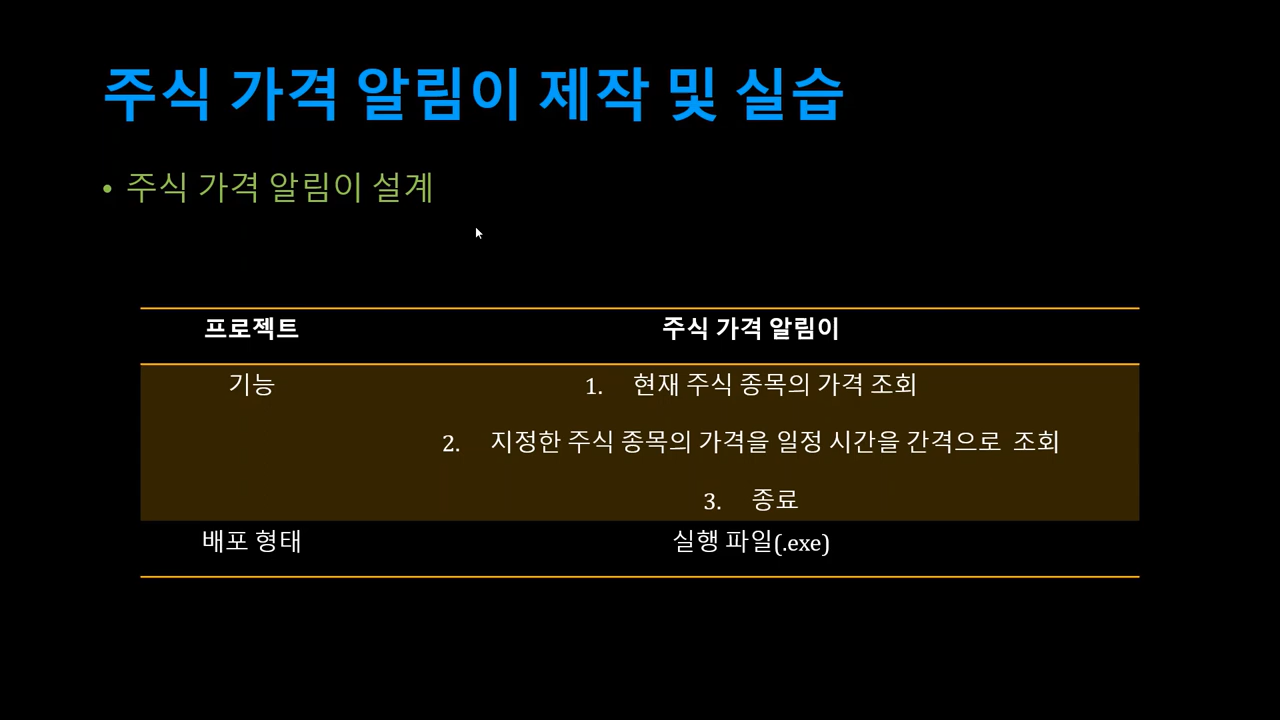 주식 가격 알림이 제작 및 실습
• 주식 가격 알림이 설계
프로젝트 주식 가격 알림이
기능 1. 현재 주식 종목의 가격 조회
2. 지정한 주식 종목의 가격을 일정 시간을 간격으로 조회
3. 종료
배포 형태 실행 파일(.exe)